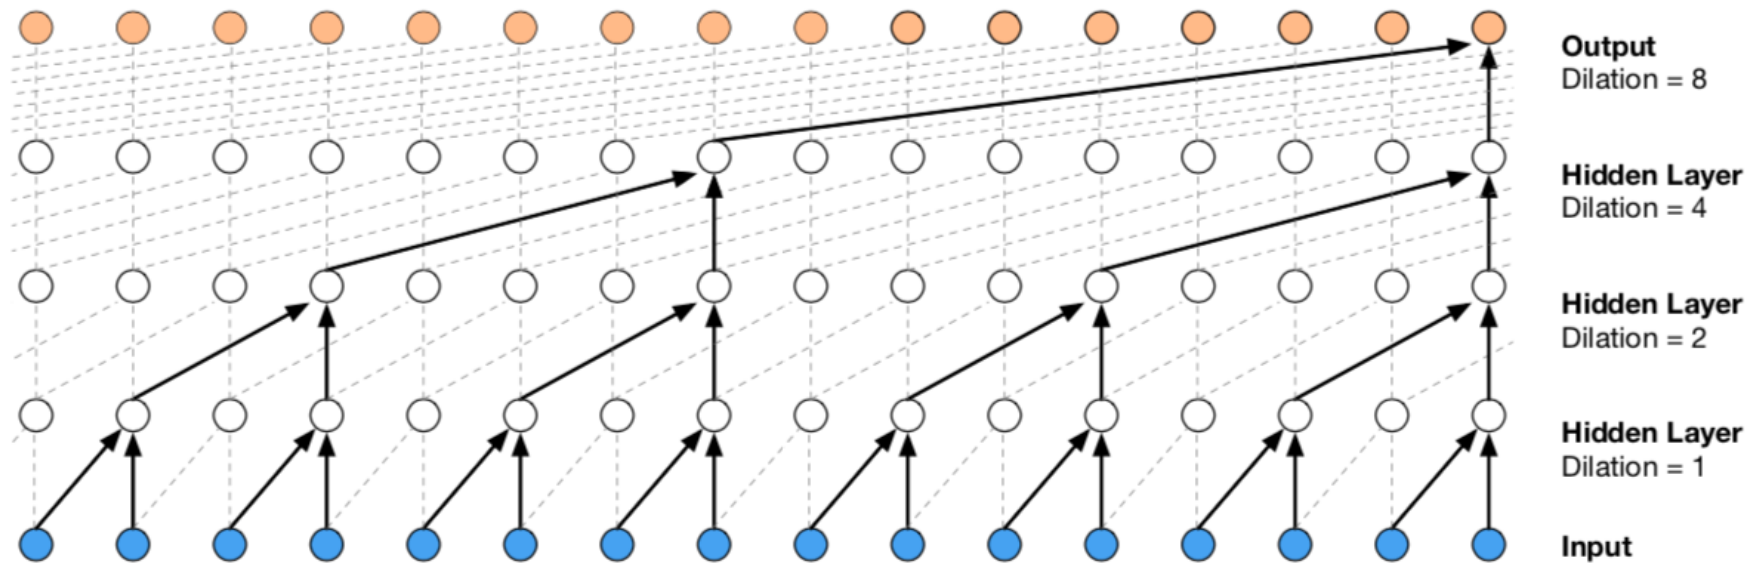 Output
Dilation = 8
Hidden Layer
Dilation = 4
Hidden Layer
Dilation = 2
Hidden Layer
Dilation = 1
Input